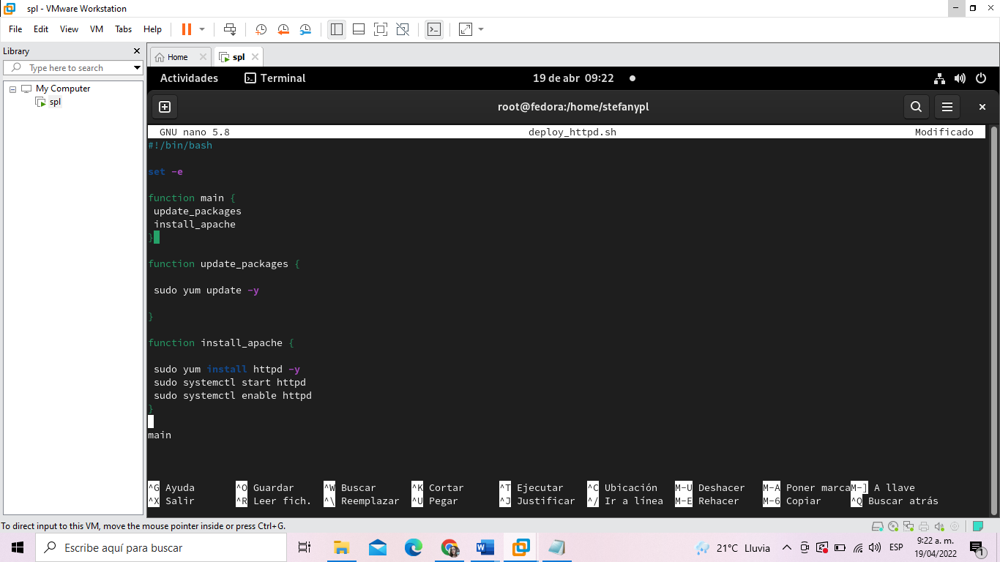 spl - VMware Workstation
File Edit View VM Tabs Help
Library
Type here to search
My Computer
spl
Home
spl
Actividades Terminal 19 de abr 09:22
root@fedora:/home/stefanypl
GNU nano 5.8 deploy_httpd.sh Modificado
#!/bin/bash
set -e
function main {
update_packages
install_apache
}
function update_packages {
sudo yum update -y
}
function install_apache {
sudo yum install httpd -y
sudo systemctl start httpd
sudo systemctl enable httpd
}
main
^G Ayuda ^O Guardar ^W Buscar ^K Cortar ^T Ejecutar ^C Ubicación M-U Deshacer M-A Poner marca M-] A llave
^X Salir ^R Leer fich. ^\ Reemplazar ^U Pegar ^J Justificar ^/ Ir a línea M-E Rehacer M-6 Copiar ^Q Buscar atrás
To direct input to this VM, move the mouse pointer inside or press Ctrl+G.
Escribe aquí para buscar
21°C Lluvia
ESP
9:22 a. m.
19/04/2022
1